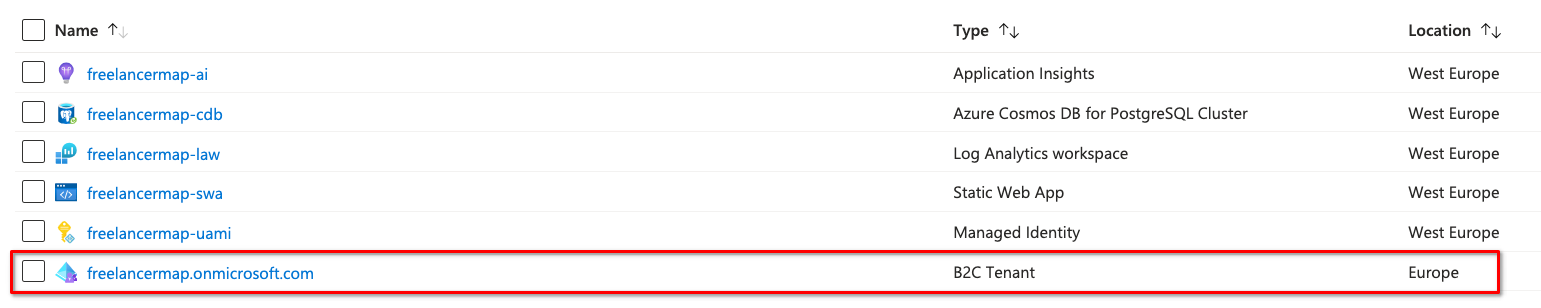 Name ↑↓ Type ↑↓ Location ↑↓
freelancermap-ai Application Insights West Europe
freelancermap-cdb Azure Cosmos DB for PostgreSQL Cluster West Europe
freelancermap-law Log Analytics workspace West Europe
freelancermap-swa Static Web App West Europe
freelancermap-uami Managed Identity West Europe
freelancermap.onmicrosoft.com B2C Tenant Europe